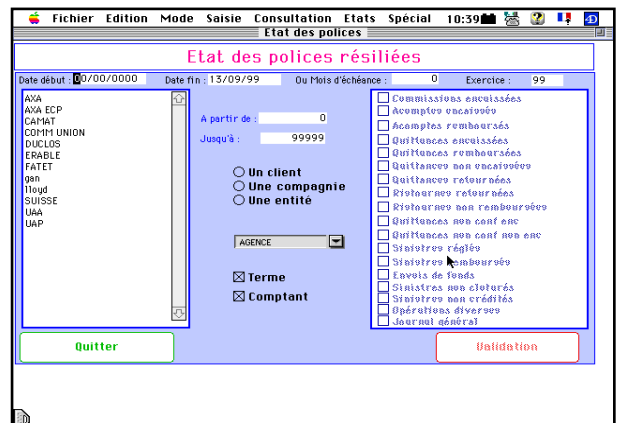 Fichier Edition Mode Saisie Consultation Etats Spécial 10:39
Etat des polices
Etat des polices résiliées
Date début : 00/00/0000 Date fin : 13/09/99 Ou Mois d'échéance : 0 Exercice : 99
AXA
AXA ECP
CAMAT
COMM UNION
DUCLOS
ERABLE
FATET
gan
lloyd
SUISSE
UAA
UAP
A partir de : 0
Jusqu'à : 99999
Un client
Une compagnie
Une entité
AGENCE
Terme
Comptant
Commissions encaissées
Acomptes encaissés
Acomptes remboursés
Quittances encaissées
Quittances remboursées
Quittances non encaissées
Quittances retournées
Ristournes retournées
Ristournes non remboursées
Quittances non conf enc
Quittances non conf non enc
Sinistres réglés
Sinistres remboursés
Envois de fonds
Sinistres non cloturés
Sinistres non crédités
Opérations diverses
Journal général
Quitter
Validation